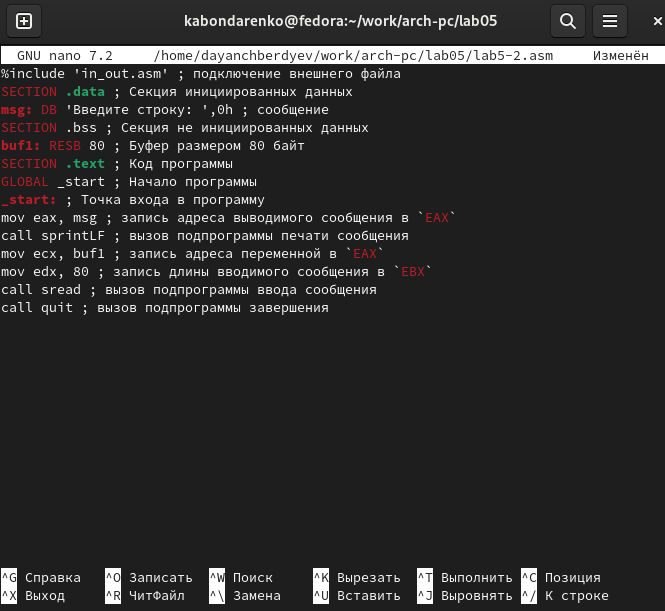 kabondarenko@fedora:~/work/arch-pc/lab05
GNU nano 7.2 /home/dayanchberdyev/work/arch-pc/lab05/lab5-2.asm Изменён
%include 'in_out.asm' ; подключение внешнего файла
SECTION .data ; Секция инициированных данных
msg: DB 'Введите строку: ',0h ; сообщение
SECTION .bss ; Секция не инициированных данных
buf1: RESB 80 ; Буфер размером 80 байт
SECTION .text ; Код программы
GLOBAL _start ; Начало программы
_start: ; Точка входа в программу
mov eax, msg ; запись адреса выводимого сообщения в `EAX`
call sprintLF ; вызов подпрограммы печати сообщения
mov ecx, buf1 ; запись адреса переменной в `EAX`
mov edx, 80 ; запись длины вводимого сообщения в `EBX`
call sread ; вызов подпрограммы ввода сообщения
call quit ; вызов подпрограммы завершения
^G Справка ^O Записать ^W Поиск ^K Вырезать ^T Выполнить ^C Позиция
^X Выход ^R ЧитФайл ^\ Замена ^U Вставить ^J Выровнять ^/ К строке